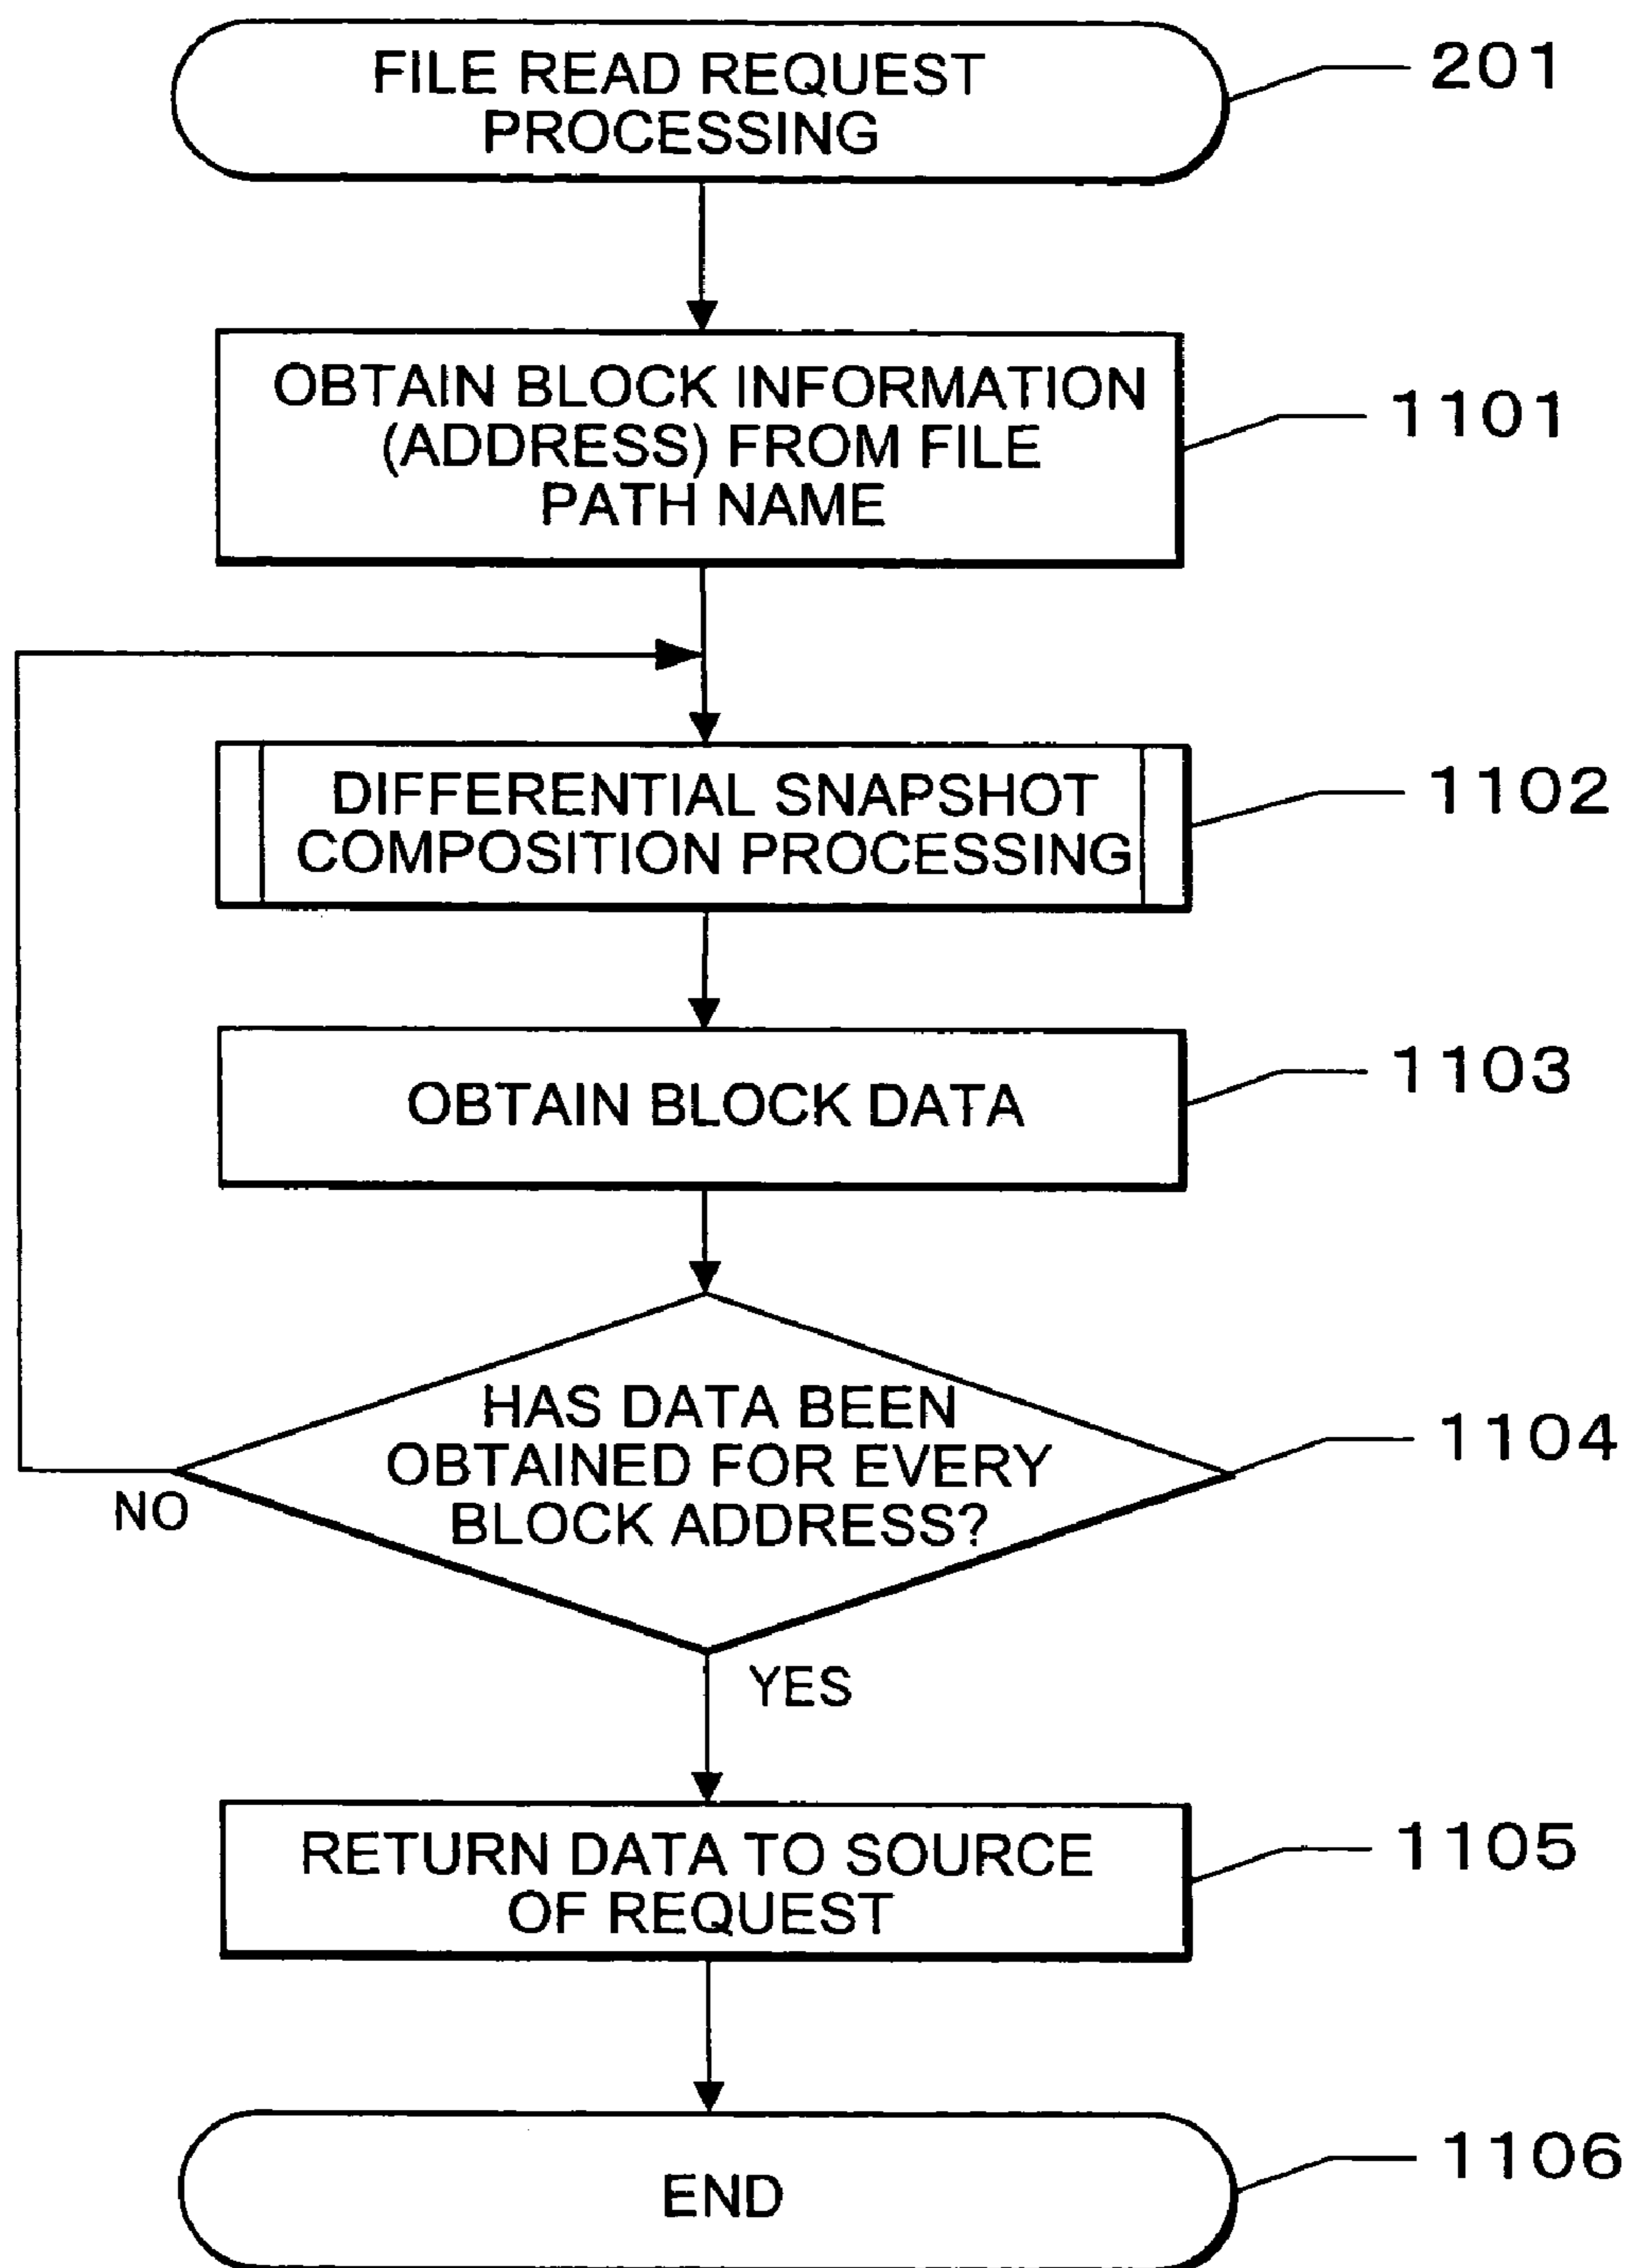 FILE READ REQUEST
PROCESSING
201
OBTAIN BLOCK INFORMATION
(ADDRESS) FROM FILE
PATH NAME
1101
DIFFERENTIAL SNAPSHOT
COMPOSITION PROCESSING
1102
OBTAIN BLOCK DATA
1103
HAS DATA BEEN
OBTAINED FOR EVERY
BLOCK ADDRESS?
1104
NO
YES
RETURN DATA TO SOURCE
OF REQUEST
1105
END
1106